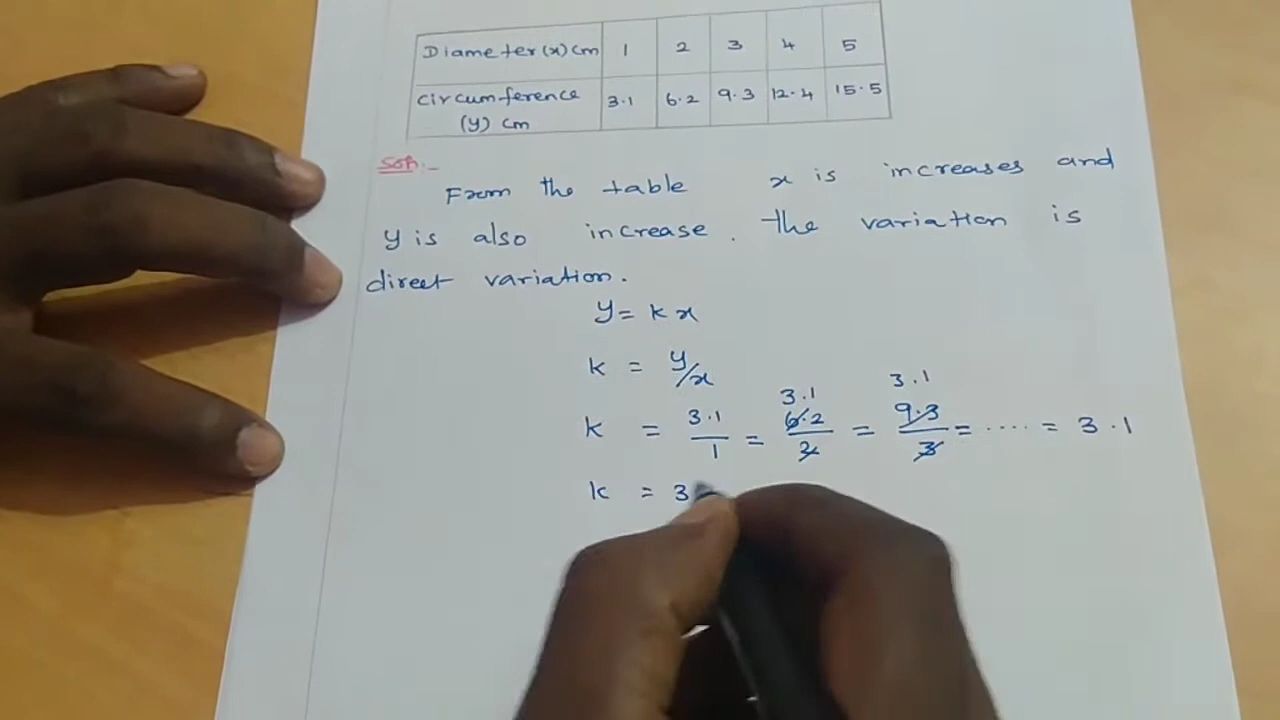 Diameter (x) cm 1 2 3 4 5
Circumference 3.1 6.2 9.3 12.4 15.5
(y) cm
Soln:-
From the table x is increases and
y is also increase. The variation is
direct variation.
y = kx
k = y/x
3.1 3.1
k = 3.1/1 = 6.2/2 = 9.3/3 = .... = 3.1
k = 3